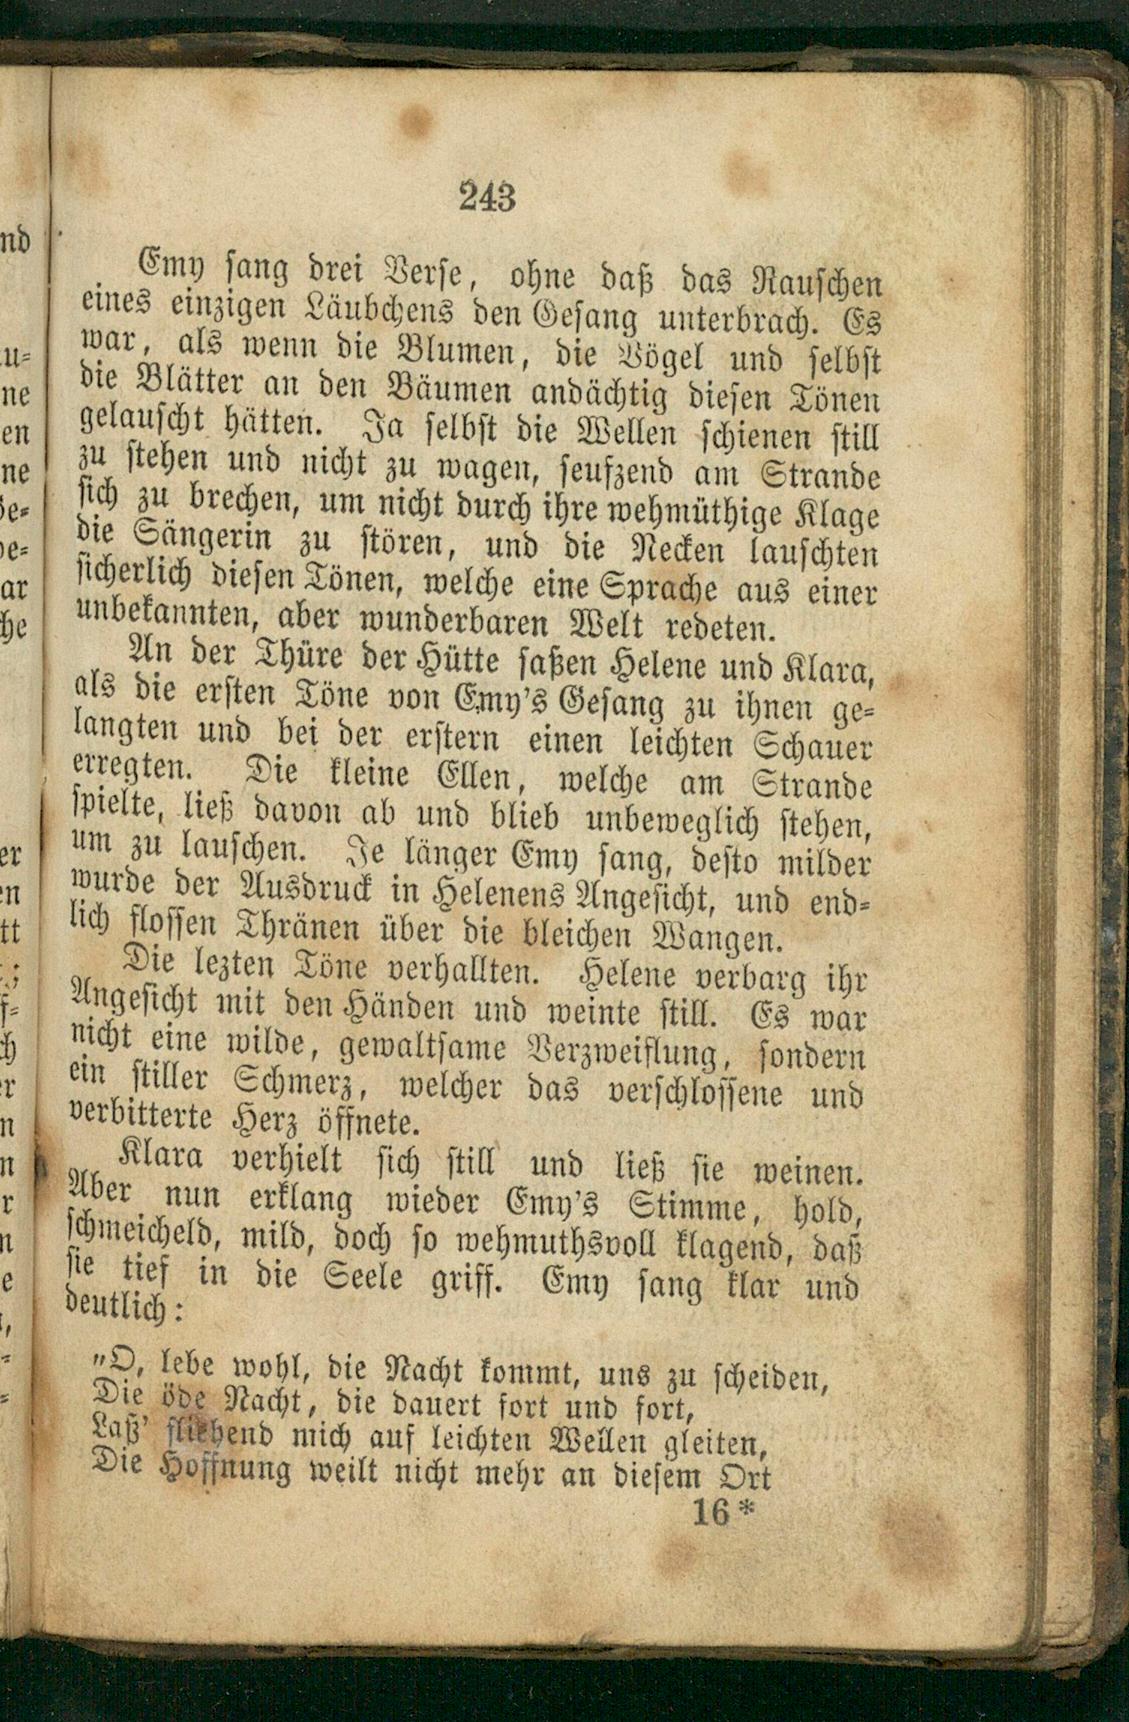 243
Emy sang drei Verse, ohne daß das Rauschen
eines einzigen Läubchens den Gesang unterbrach. Es
war, als wenn die Blumen, die Vögel und selbst
die Blätter an den Bäumen andächtig diesen Tönen
gelauscht hätten. Ja selbst die Wellen schienen still
zu stehen und nicht zu wagen, seufzend am Strande
sich zu brechen, um nicht durch ihre wehmüthige Klage
die Sängerin zu stören, und die Necken lauschten
sicherlich diesen Tönen, welche eine Sprache aus einer
unbekannten, aber wunderbaren Welt redeten.
An der Thüre der Hütte saßen Helene und Klara,
als die ersten Töne von Emy's Gesang zu ihnen ge-
langten und bei der erstern einen leichten Schauer
erregten. Die kleine Ellen, welche am Strande
spielte, ließ davon ab und blieb unbeweglich stehen,
um zu lauschen. Je länger Emy sang, desto milder
wurde der Ausdruck in Helenens Angesicht, und end-
lich flossen Thränen über die bleichen Wangen.
Die lezten Töne verhallten. Helene verbarg ihr
Angesicht mit den Händen und weinte still. Es war
nicht eine wilde, gewaltsame Verzweiflung, sondern
ein stiller Schmerz, welcher das verschlossene und
verbitterte Herz öffnete.
Klara verhielt sich still und ließ sie weinen.
Aber nun erklang wieder Emy's Stimme, hold,
schmeicheld, mild, doch so wehmuthsvoll klagend, daß
sie tief in die Seele griff. Emy sang klar und
deutlich:
„O, lebe wohl, die Nacht kommt, uns zu scheiden,
Die öde Nacht, die dauert fort und fort,
Laß' fliehend mich auf leichten Wellen gleiten,
Die Hoffnung weilt nicht mehr an diesem Ort
16*